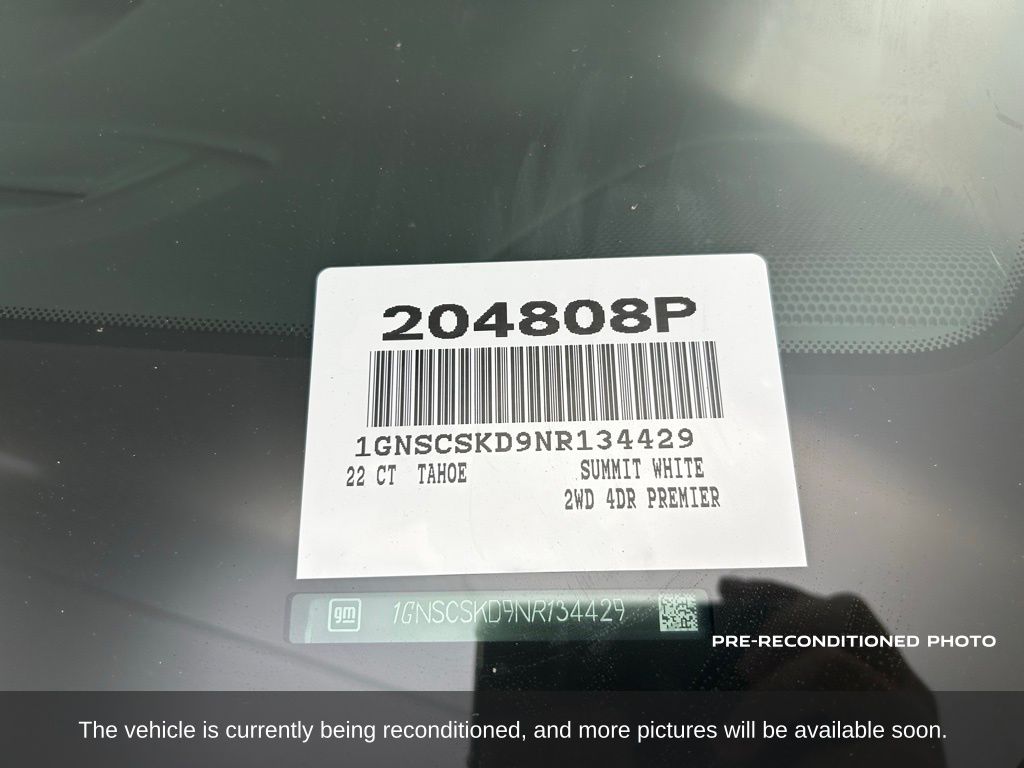 204808P
1GNSCSKD9NR134429
22 CT TAHOE SUMMIT WHITE
2WD 4DR PREMIER
gm 1GNSCSKD9NR134429
PRE-RECONDITIONED PHOTO
The vehicle is currently being reconditioned, and more pictures will be available soon.